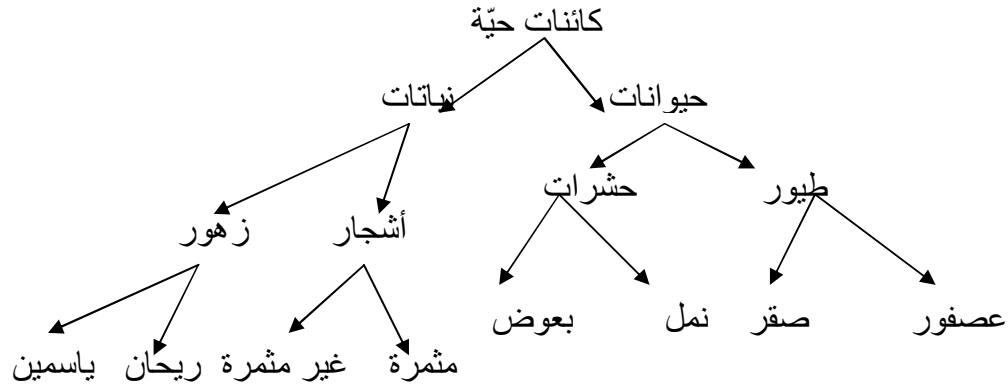 كائنات حيّة
حيوانات نباتات
طيور حشرات
أشجار زهور
عصفور صقر نمل بعوض
مثمرة غير مثمرة ريحان ياسمين